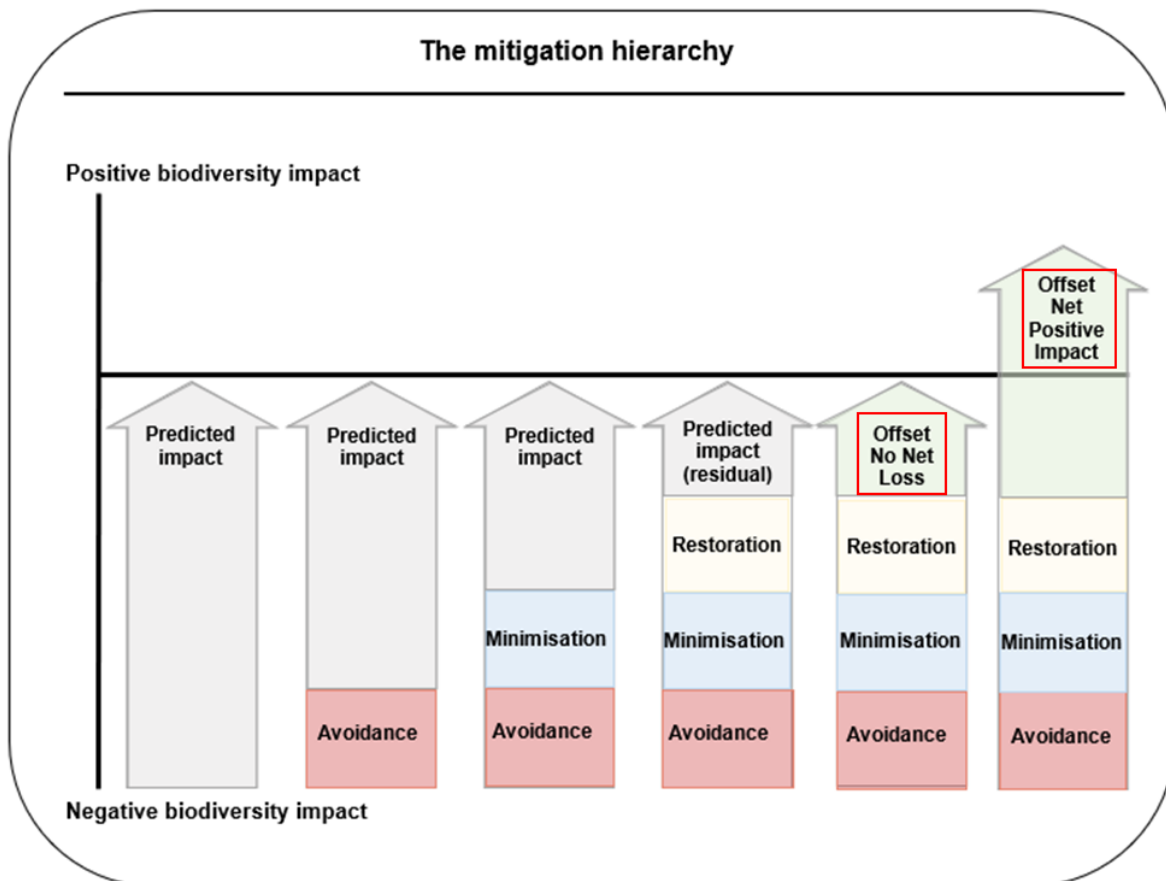 The mitigation hierarchy
Positive biodiversity impact
Predicted
impact
Predicted
impact
Avoidance
Predicted
impact
Minimisation
Avoidance
Predicted
impact
(residual)
Restoration
Minimisation
Avoidance
Offset
No Net
Loss
Restoration
Minimisation
Avoidance
Offset
Net
Positive
Impact
Restoration
Minimisation
Avoidance
Negative biodiversity impact